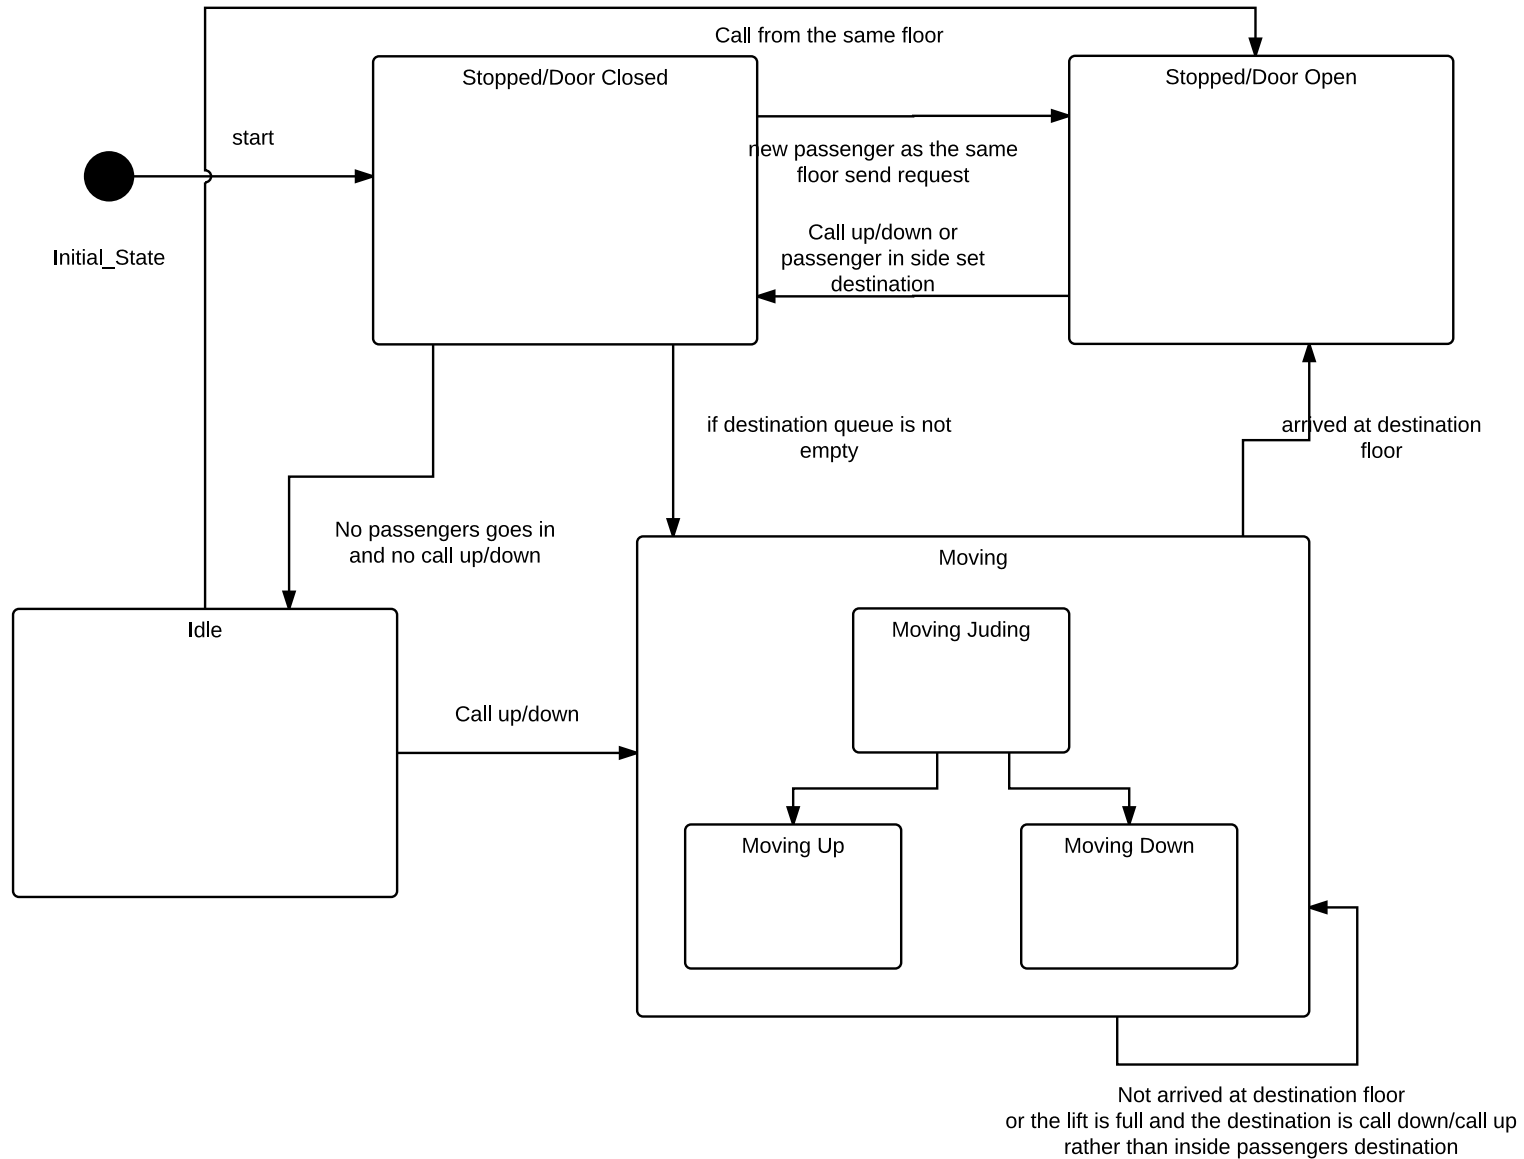 Call from the same floor
Stopped/Door Closed
Stopped/Door Open
start
new passenger as the same
floor send request
Initial_State
Call up/down or
passenger in side set
destination
if destination queue is not
empty
arrived at destination
floor
No passengers goes in
and no call up/down
Moving
Idle
Moving Juding
Call up/down
Moving Up
Moving Down
Not arrived at destination floor
or the lift is full and the destination is call down/call up
rather than inside passengers destination